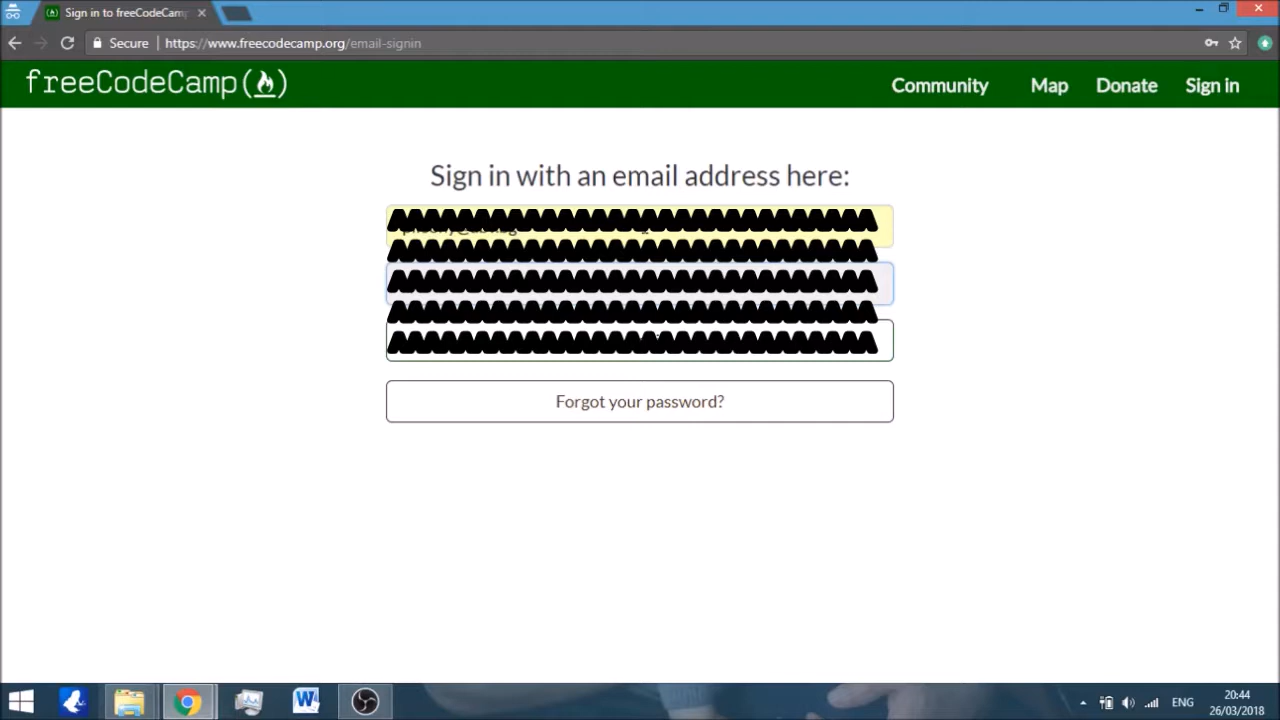 Sign in to freeCodeCamp
Secure https://www.freecodecamp.org/email-signin
freeCodeCamp
Community Map Donate Sign in
Sign in with an email address here:
Forgot your password?
ENG
20:44
26/03/2018